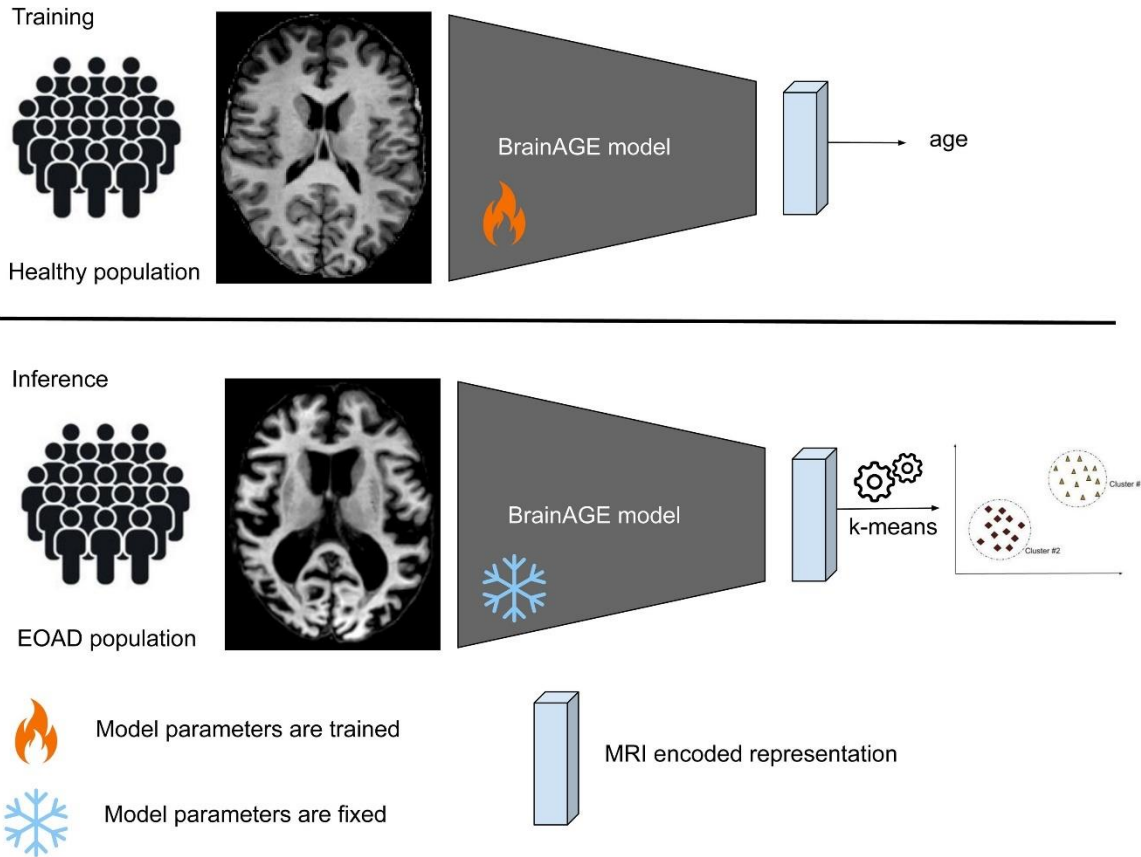 Training
BrainAGE model
age
Healthy population
Inference
BrainAGE model
k-means
Cluster #
Cluster #2
EOAD population
Model parameters are trained
MRI encoded representation
Model parameters are fixed